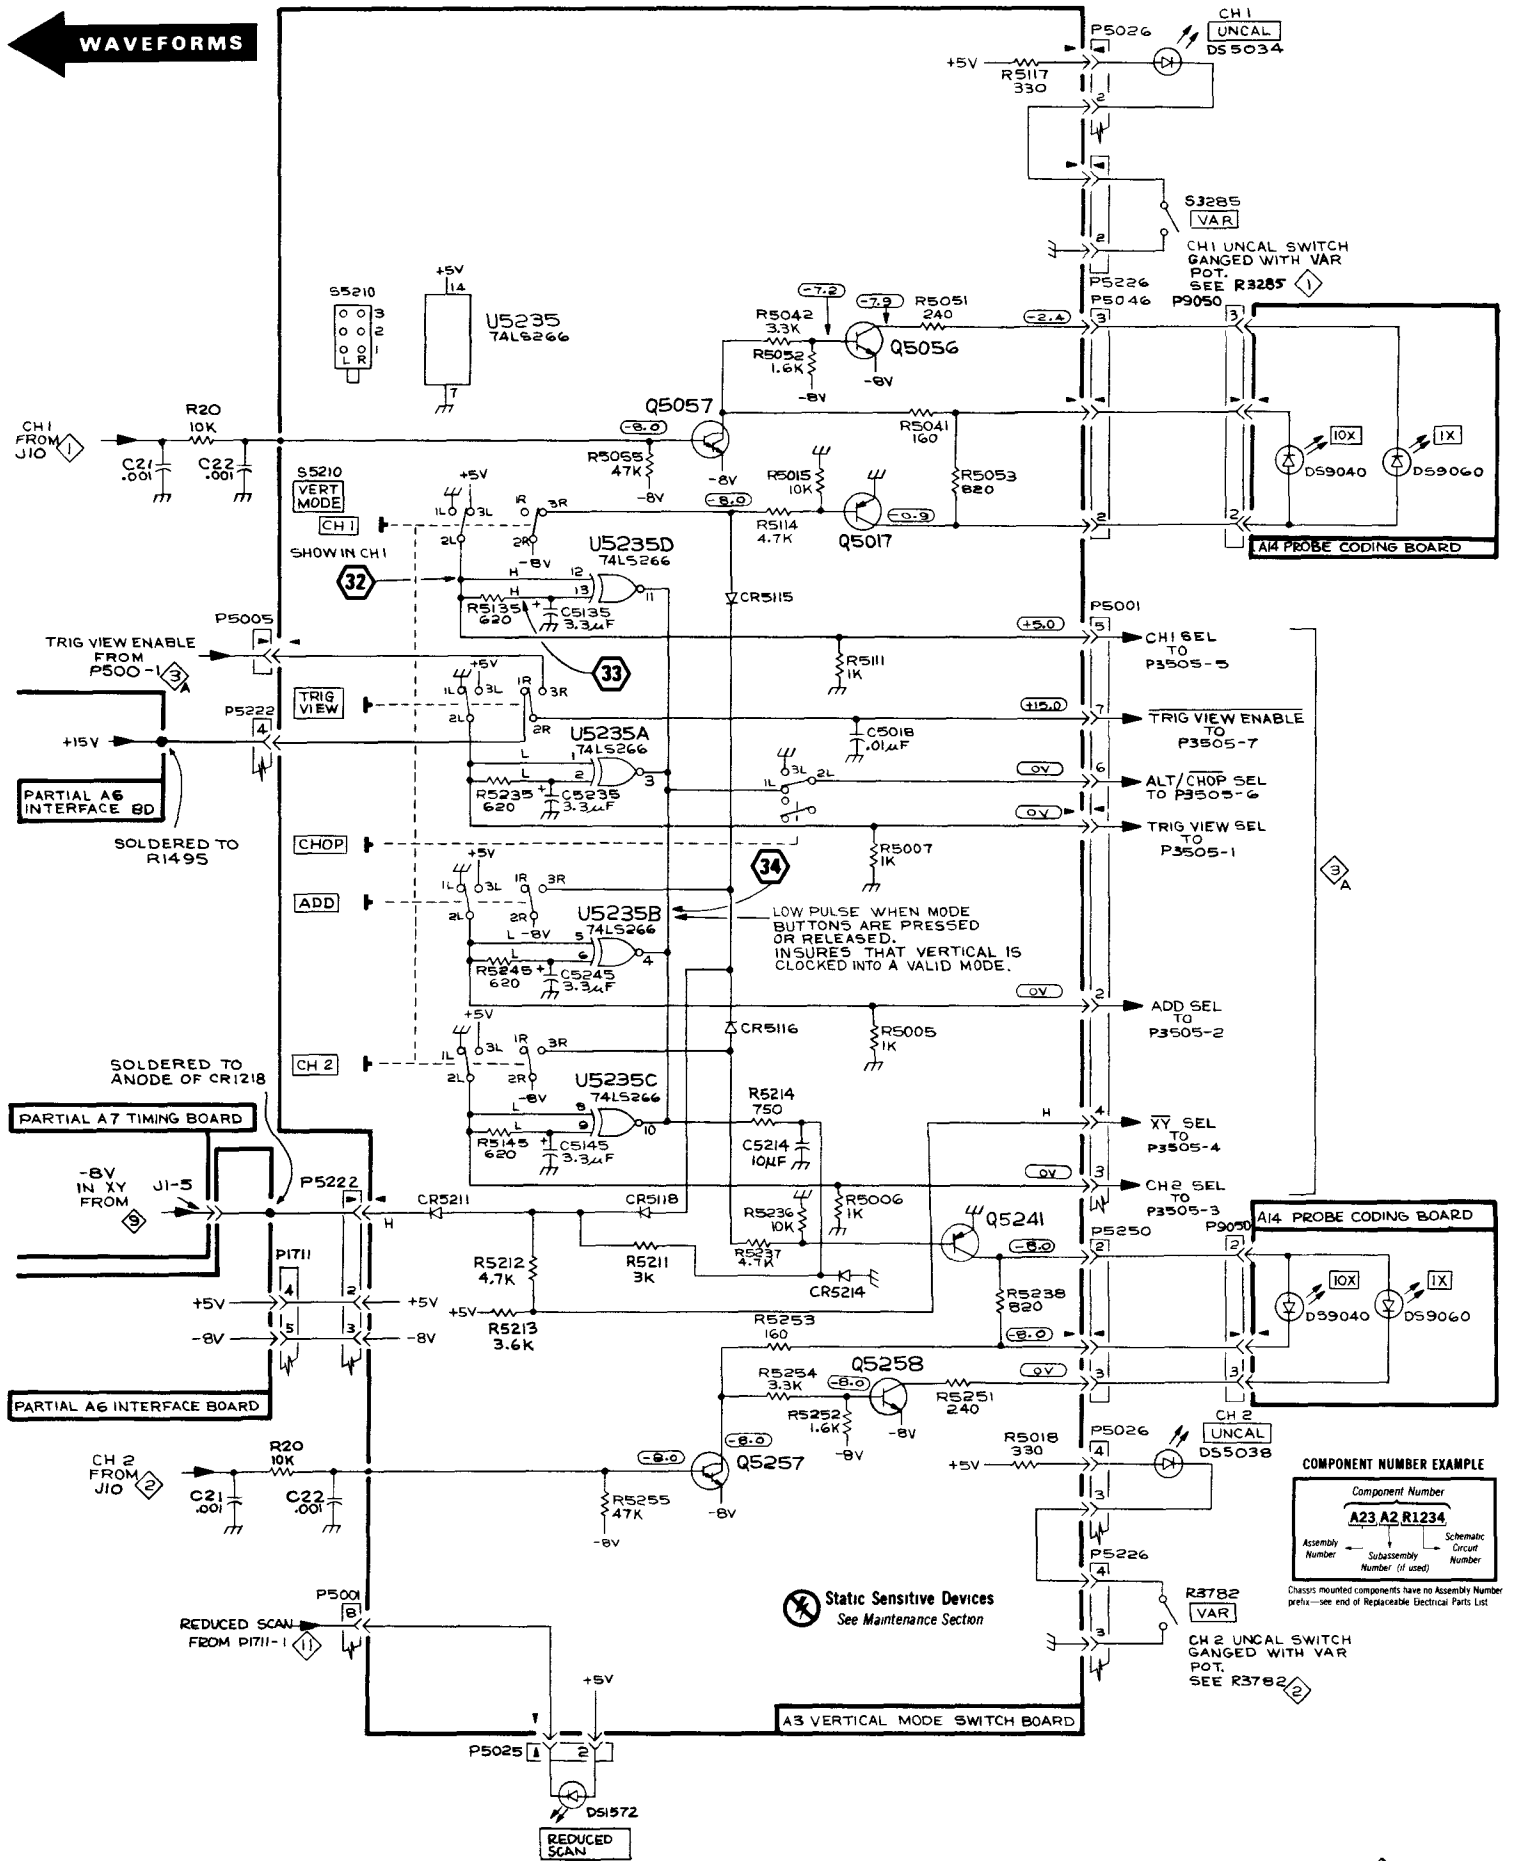 WAVEFORMS
CH 1
UNCAL
DS5034
P5026
+5V
R5117
330
2
S3285
VAR
2
CH1 UNCAL SWITCH
GANGED WITH VAR
POT.
SEE R3285 1
P5226
P5046
P9050
S5210
3
2
1
L R
+5V
14
U5235
74LS266
7
-7.2
-7.9
R5042
3.3K
R5051
240
-2.4
3
3
R5052
1.6K
Q5056
-8V
-8V
CH1
FROM 1
J10
R20
10K
C21
.001
C22
.001
Q5057
-8.0
R5055
47K
-8V
-8V
R5041
160
10X
1X
DS9040
DS9060
R5053
820
R5015
10K
-8.0
R5114
4.7K
-0.9
Q5017
2
2
A14 PROBE CODING BOARD
S5210
VERT
MODE
CH 1
+5V
1L
3L
2L
1R
3R
2R
-8V
SHOW IN CH1
32
U5235D
74LS266
H
12
H
13
11
R5135
620
+
C5135
3.3µF
CR5115
P5005
TRIG VIEW ENABLE
FROM
P500-1 3 A
33
P5001
+5.0
5
CH1 SEL
TO
P3505-5
R5111
1K
TRIG
VIEW
+5V
1L
3L
2L
1R
3R
2R
P5222
4
+15V
PARTIAL A6
INTERFACE BD
SOLDERED TO
R1495
+15.0
7
TRIG VIEW ENABLE
TO
P3505-7
C5018
.01µF
U5235A
74LS266
L
1
L
2
3
R5235
620
+
C5235
3.3µF
3L
1L
2L
0V
6
ALT/CHOP SEL
TO P3505-6
0V
TRIG VIEW SEL
TO
P3505-1
R5007
1K
CHOP
34
3
A
ADD
+5V
1L
3L
2L
1R
3R
2R
-8V
U5235B
74LS266
L
5
L
6
4
R5245
620
+
C5245
3.3µF
LOW PULSE WHEN MODE
BUTTONS ARE PRESSED
OR RELEASED.
INSURES THAT VERTICAL IS
CLOCKED INTO A VALID MODE.
0V
2
ADD SEL
TO
P3505-2
R5005
1K
CR5116
CH 2
+5V
1L
3L
2L
1R
3R
2R
-8V
SOLDERED TO
ANODE OF CR1218
PARTIAL A7 TIMING BOARD
U5235C
74LS266
L
8
L
9
10
R5145
620
+
C5145
3.3µF
R5214
750
C5214
10µF
H
4
XY SEL
TO
P3505-4
0V
3
CH2 SEL
TO
P3505-3
R5006
1K
-8V
IN XY
FROM
9
J1-5
P5222
H
CR5211
CR5118
R5236
10K
R5237
4.7K
Q5241
-8.0
P5250
2
P9050
2
A14 PROBE CODING BOARD
R5212
4.7K
R5211
3K
CR5214
P1711
+5V
4
2
+5V
-8V
5
3
-8V
+5V
R5213
3.6K
R5238
820
10X
1X
DS9040
DS9060
R5253
160
-8.0
R5254
3.3K
-8.0
Q5258
R5251
240
0V
3
3
R5252
1.6K
-8V
-8V
PARTIAL A6 INTERFACE BOARD
CH 2
FROM 2
J10
R20
10K
C21
.001
C22
.001
-8.0
-8.0
Q5257
-8V
R5255
47K
-8V
R5018
330
+5V
P5026
4
3
CH 2
UNCAL
DS5038
COMPONENT NUMBER EXAMPLE
Component Number
A23 A2 R1234
Assembly
Number
Subassembly
Number (if used)
Schematic
Circuit
Number
Chassis mounted components have no Assembly Number
prefix—see end of Replaceable Electrical Parts List
P5226
4
3
R3782
VAR
CH 2 UNCAL SWITCH
GANGED WITH VAR
POT.
SEE R3782 2
Static Sensitive Devices
See Maintenance Section
P5001
8
REDUCED SCAN
FROM P1711-1 11
+5V
A3 VERTICAL MODE SWITCH BOARD
P5025
2
DS1572
REDUCED
SCAN